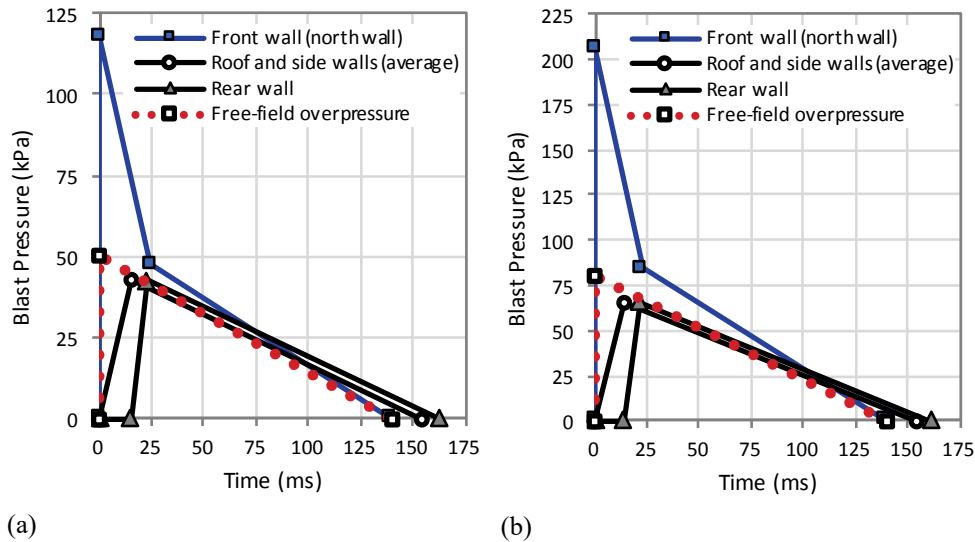 125
100
75
50
25
0
Blast Pressure (kPa)
Front wall (north wall)
Roof and side walls (average)
Rear wall
Free-field overpressure
0 25 50 75 100 125 150 175
Time (ms)
(a)
225
200
175
150
125
100
75
50
25
0
Blast Pressure (kPa)
Front wall (north wall)
Roof and side walls (average)
Rear wall
Free-field overpressure
0 25 50 75 100 125 150 175
Time (ms)
(b)